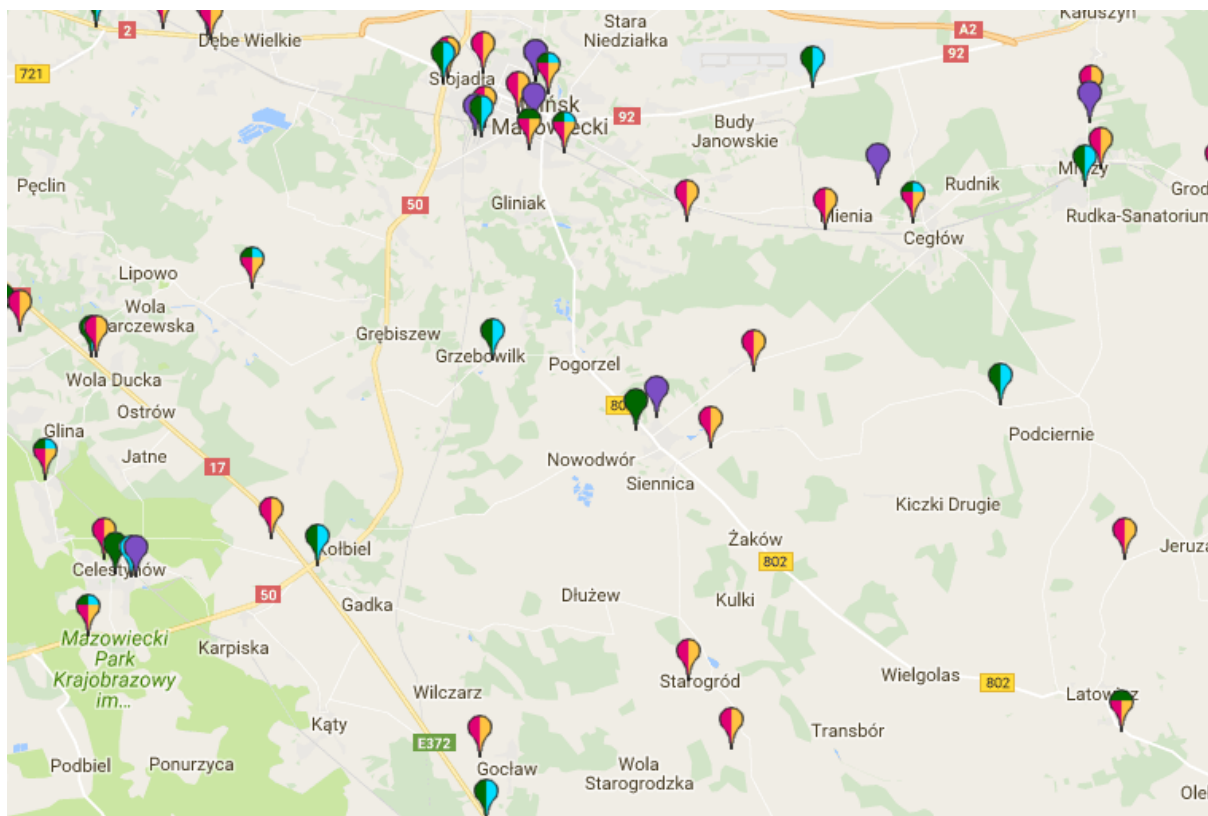 Kałuszyn
Stara
Niedziałka
A2
2
Dębe Wielkie
92
721
Stojadła
Mińsk
Mazowiecki
92
Budy
Janowskie
Mrozy
Pęclin
Rudnik
Grod
50
Gliniak
Mienia
Rudka-Sanatorium
Cegłów
Lipowo
Wola
Karczewska
Grębiszew
Grzebowilk
Pogorzel
Wola Ducka
802
Ostrów
Glina
Podciernie
Jatne
Nowodwór
17
Siennica
Kiczki Drugie
Żaków
Jeruza
Kołbiel
802
Celestynów
50
Dłużew
Kulki
Gadka
Mazowiecki
Park
Krajobrazowy
im...
Karpiska
Starogród
Wielgolas
802
Latowicz
Wilczarz
Kąty
Transbór
E372
Podbiel
Ponurzyca
Gocław
Wola
Starogrodzka
Ole